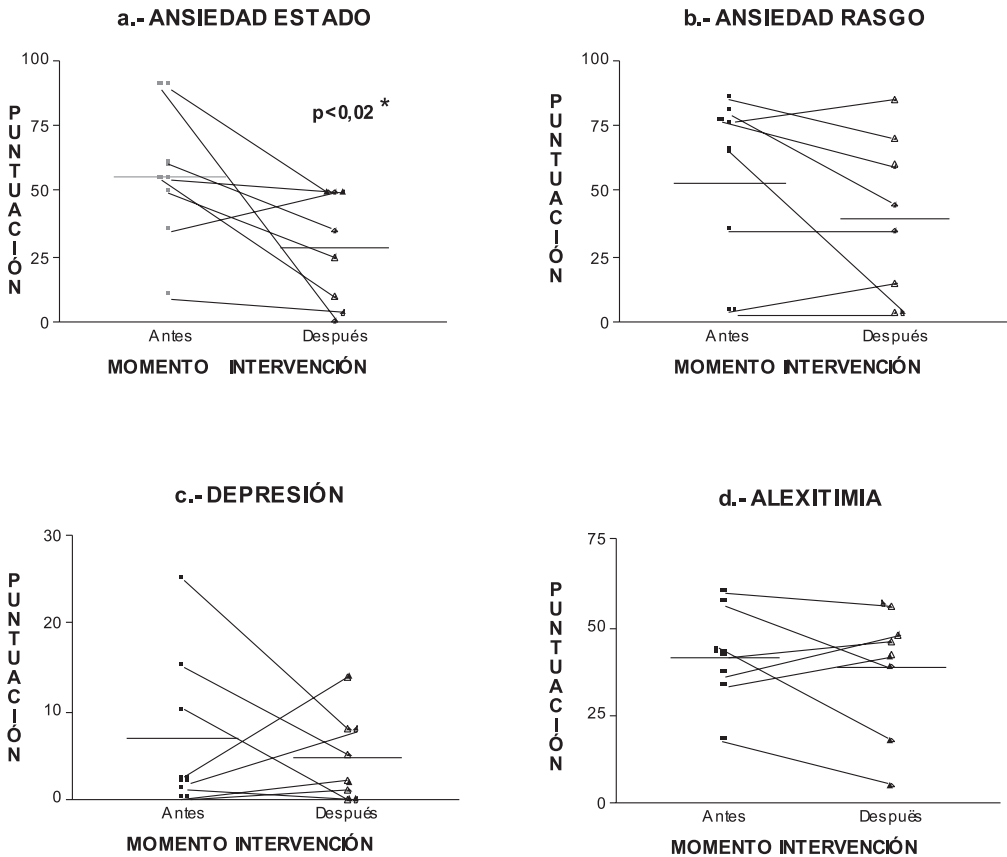 a.- ANSIEDAD ESTADO
100
75
50
25
0
PUNTUACIÓN
p<0,02 *
Antes
Después
MOMENTO INTERVENCIÓN
b.- ANSIEDAD RASGO
100
75
50
25
0
PUNTUACIÓN
Antes
Después
MOMENTO INTERVENCIÓN
c.- DEPRESIÓN
30
20
10
0
PUNTUACIÓN
Antes
Después
MOMENTO INTERVENCIÓN
d.- ALEXITIMIA
75
50
25
0
PUNTUACIÓN
Antes
Despuës
MOMENTO INTERVENCIÓN